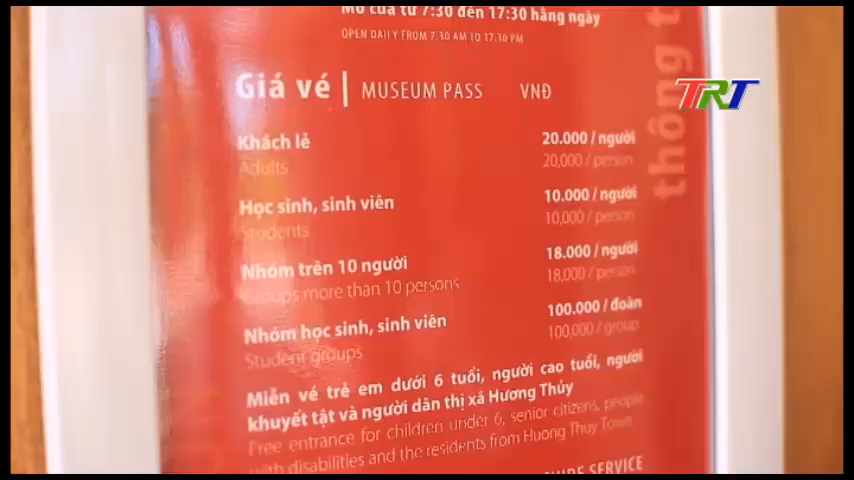 Mở cửa từ 7:30 đến 17:30 hằng ngày
OPEN DAILY FROM 7:30 AM TO 17:30 PM
Giá vé | MUSEUM PASS VNĐ
TRT
thông t
Khách lẻ 20.000 / người
Adults 20,000 / person
Học sinh, sinh viên 10.000 / người
Students 10,000 / person
Nhóm trên 10 người 18.000 / người
Groups more than 10 persons 18,000 / person
Nhóm học sinh, sinh viên 100.000 / đoàn
Student groups 100,000 / group
Miễn vé trẻ em dưới 6 tuổi, người cao tuổi, người
khuyết tật và người dân thị xã Hương Thủy
Free entrance for children under 6, senior citizens, people
with disabilities and the residents from Huong Thuy Town
SERVICE